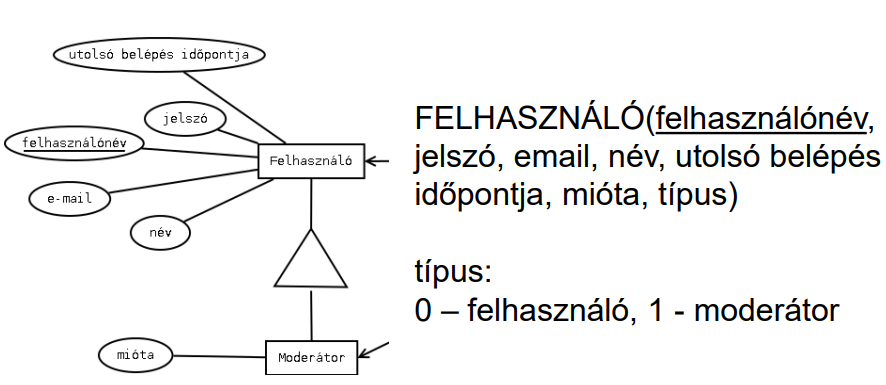 utolsó belépés időpontja
jelszó
felhasználónév
Felhasználó
e-mail
név
mióta
Moderátor
FELHASZNÁLÓ(felhasználónév,
jelszó, email, név, utolsó belépés
időpontja, mióta, típus)
típus:
0 – felhasználó, 1 - moderátor